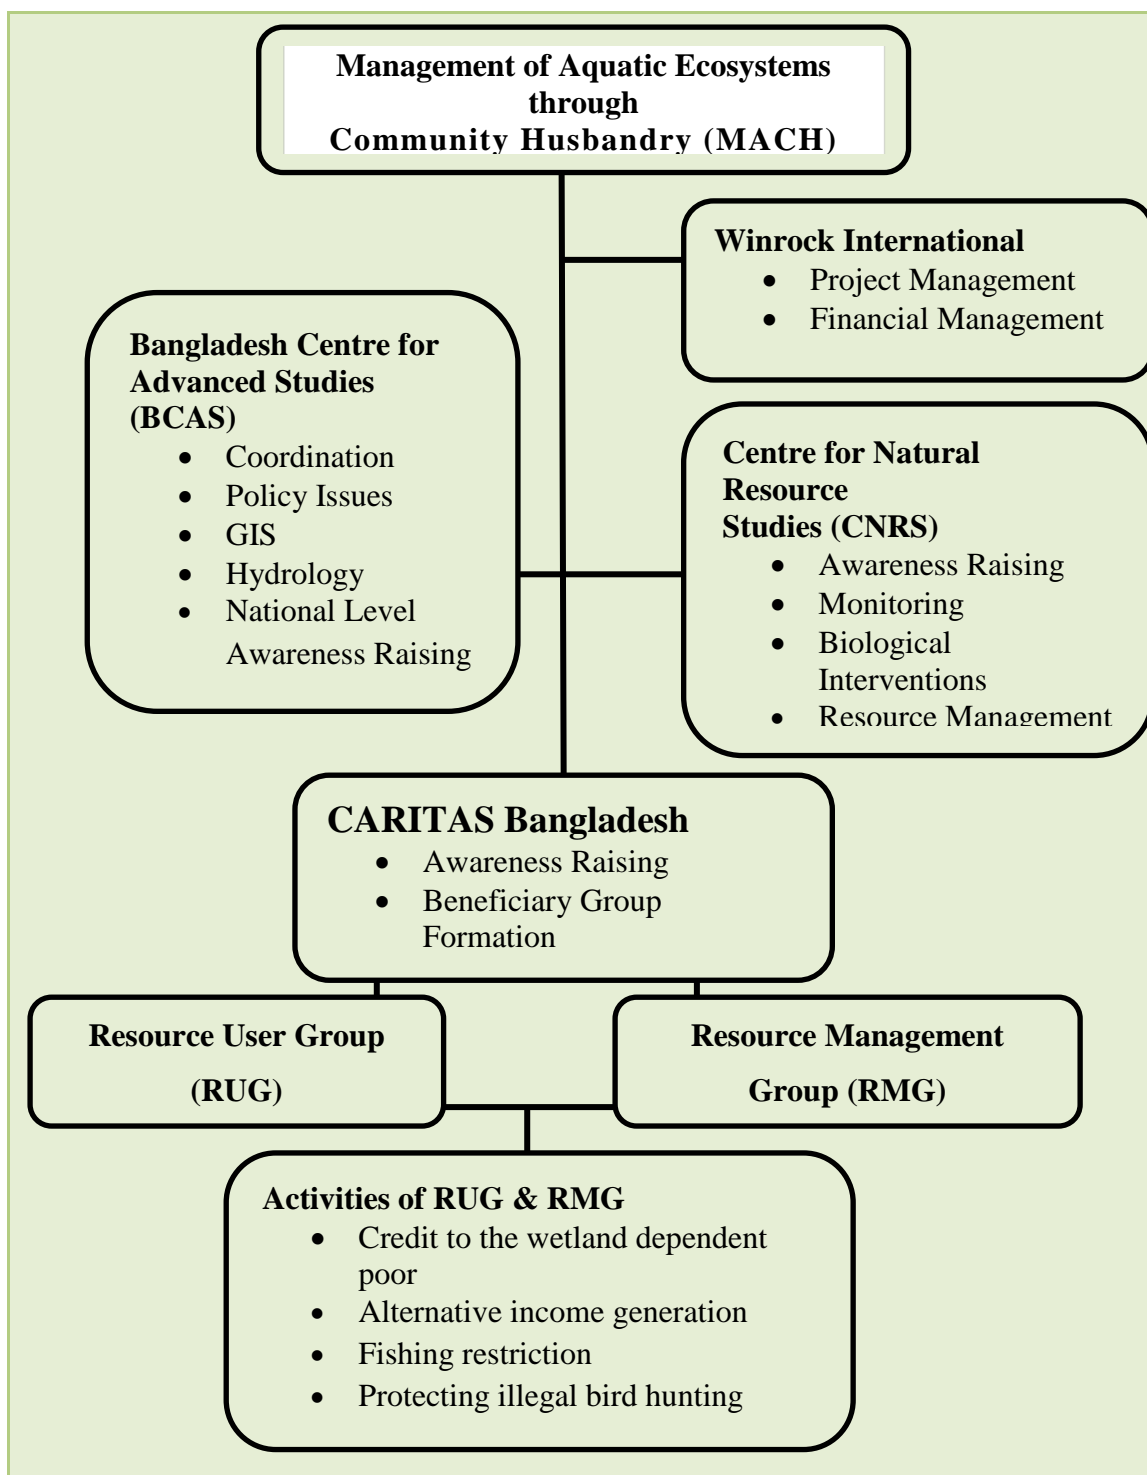 Management of Aquatic Ecosystems
through
Community Husbandry (MACH)
Winrock International
• Project Management
• Financial Management
Bangladesh Centre for
Advanced Studies
(BCAS)
• Coordination
• Policy Issues
• GIS
• Hydrology
• National Level
Awareness Raising
Centre for Natural
Resource
Studies (CNRS)
• Awareness Raising
• Monitoring
• Biological
Interventions
• Resource Management
CARITAS Bangladesh
• Awareness Raising
• Beneficiary Group
Formation
Resource User Group
(RUG)
Resource Management
Group (RMG)
Activities of RUG & RMG
• Credit to the wetland dependent
poor
• Alternative income generation
• Fishing restriction
• Protecting illegal bird hunting